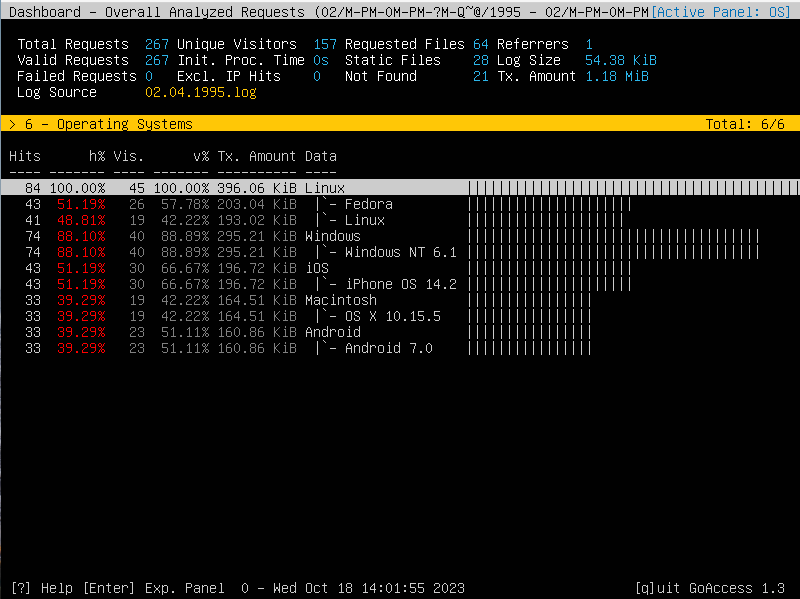 Dashboard - Overall Analyzed Requests (02/M-PM-0M-PM-?M-Q~@/1995 - 02/M-PM-0M-PM[Active Panel: OS]
Total Requests 267 Unique Visitors 157 Requested Files 64 Referrers 1
Valid Requests 267 Init. Proc. Time 0s Static Files 28 Log Size 54.38 KiB
Failed Requests 0 Excl. IP Hits 0 Not Found 21 Tx. Amount 1.18 MiB
Log Source 02.04.1995.log
> 6 - Operating Systems Total: 6/6
Hits h% Vis. v% Tx. Amount Data
---- ------- ---- ------- ---------- ----
84 100.00% 45 100.00% 396.06 KiB Linux ||||||||||||||||||||||||||||||||||||||||||
43 51.19% 26 57.78% 203.04 KiB |`- Fedora |||||||||||||||||||||
41 48.81% 19 42.22% 193.02 KiB |`- Linux ||||||||||||||||||||
74 88.10% 40 88.89% 295.21 KiB Windows |||||||||||||||||||||||||||||||||||||
74 88.10% 40 88.89% 295.21 KiB |`- Windows NT 6.1 |||||||||||||||||||||||||||||||||||||
43 51.19% 30 66.67% 196.72 KiB iOS |||||||||||||||||||||
43 51.19% 30 66.67% 196.72 KiB |`- iPhone OS 14.2 |||||||||||||||||||||
33 39.29% 19 42.22% 164.51 KiB Macintosh ||||||||||||||||
33 39.29% 19 42.22% 164.51 KiB |`- OS X 10.15.5 ||||||||||||||||
33 39.29% 23 51.11% 160.86 KiB Android ||||||||||||||||
33 39.29% 23 51.11% 160.86 KiB |`- Android 7.0 ||||||||||||||||
[?] Help [Enter] Exp. Panel 0 - Wed Oct 18 14:01:55 2023 [q]uit GoAccess 1.3